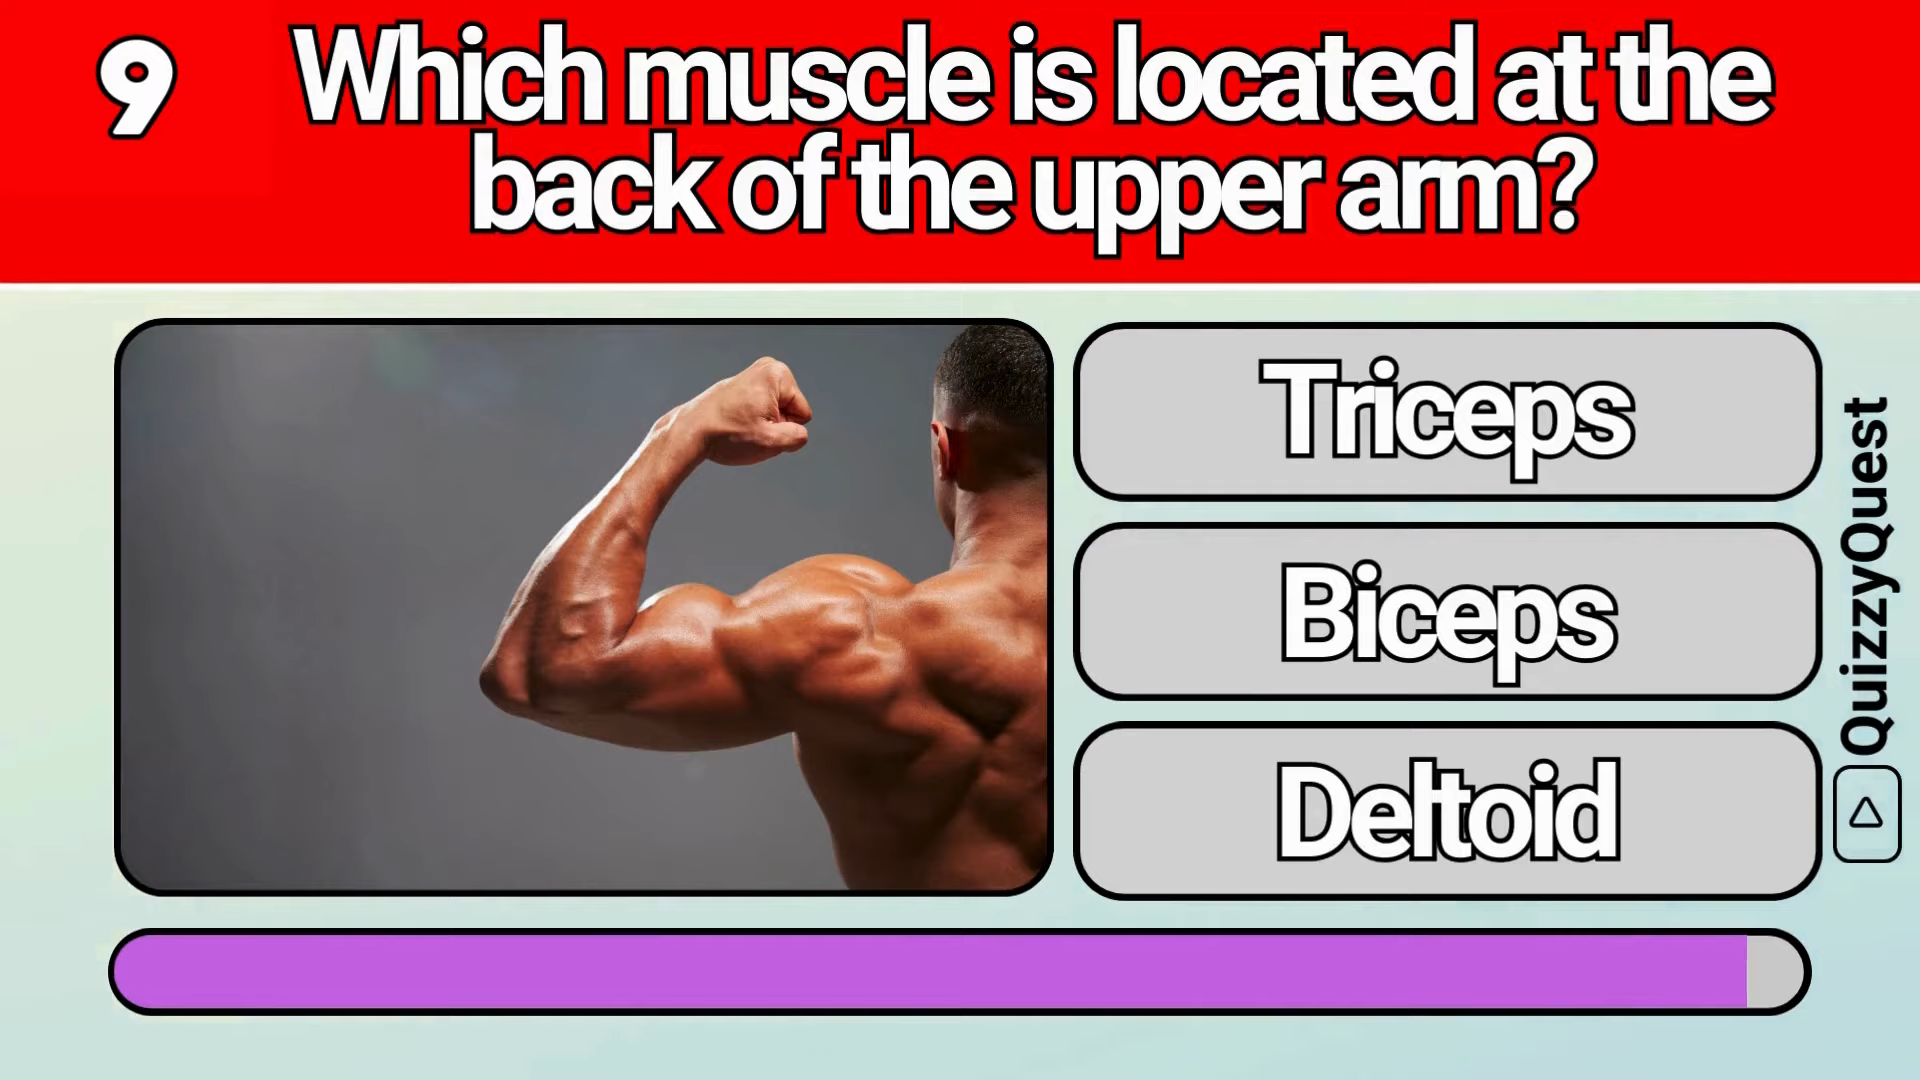 9
Which muscle is located at the
back of the upper arm?
Triceps
Biceps
Deltoid
QuizzyQuest